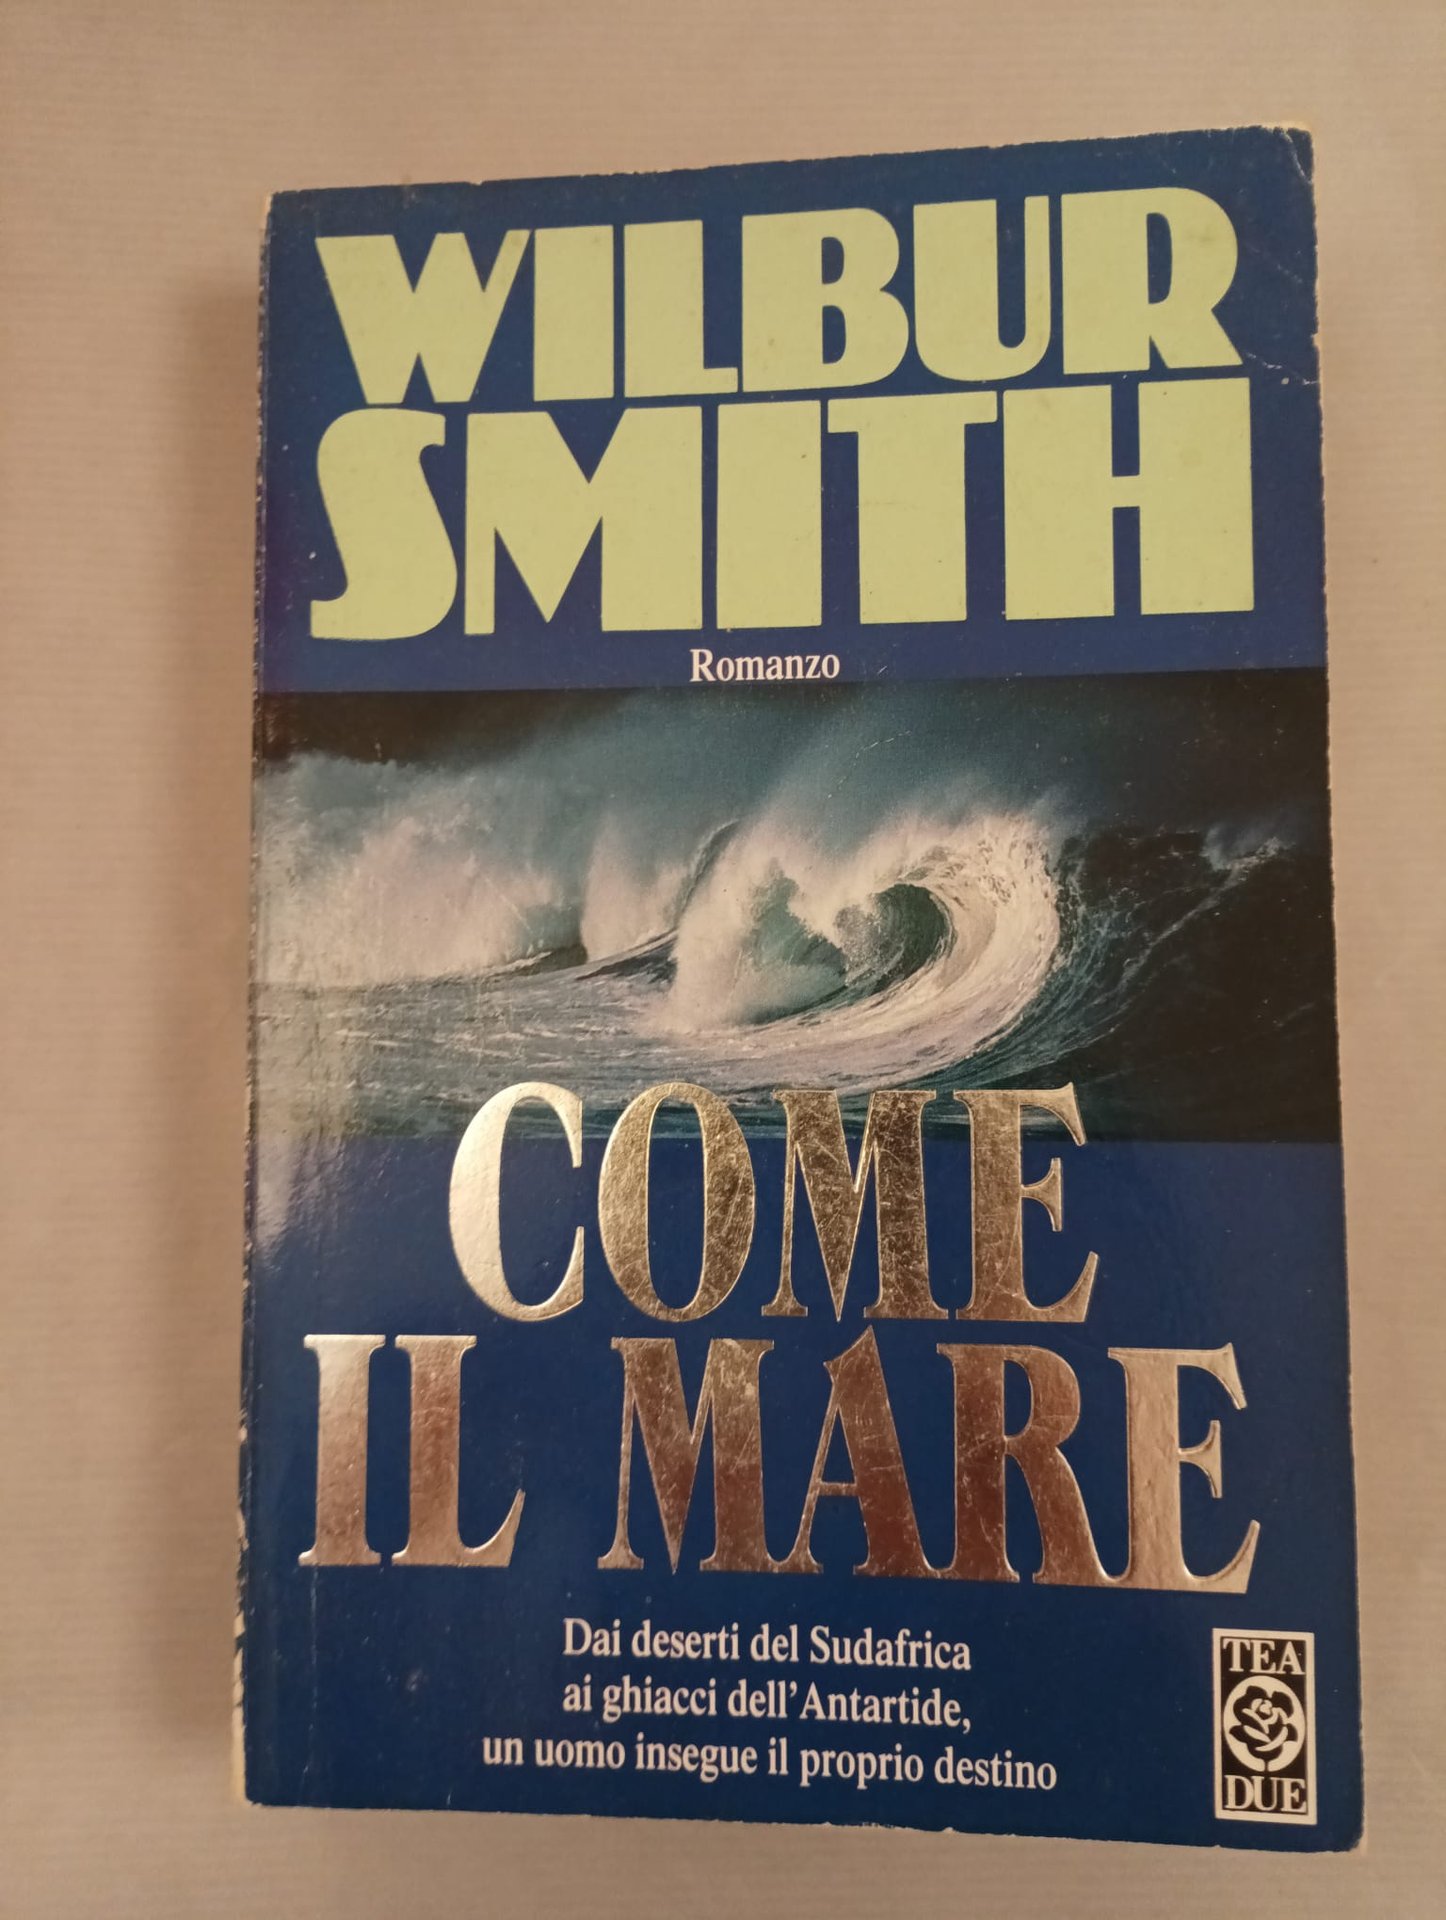 WILBUR
SMITH
Romanzo
COME
IL MARE
Dai deserti del Sudafrica
ai ghiacci dell'Antartide,
un uomo insegue il proprio destino
TEA
DUE